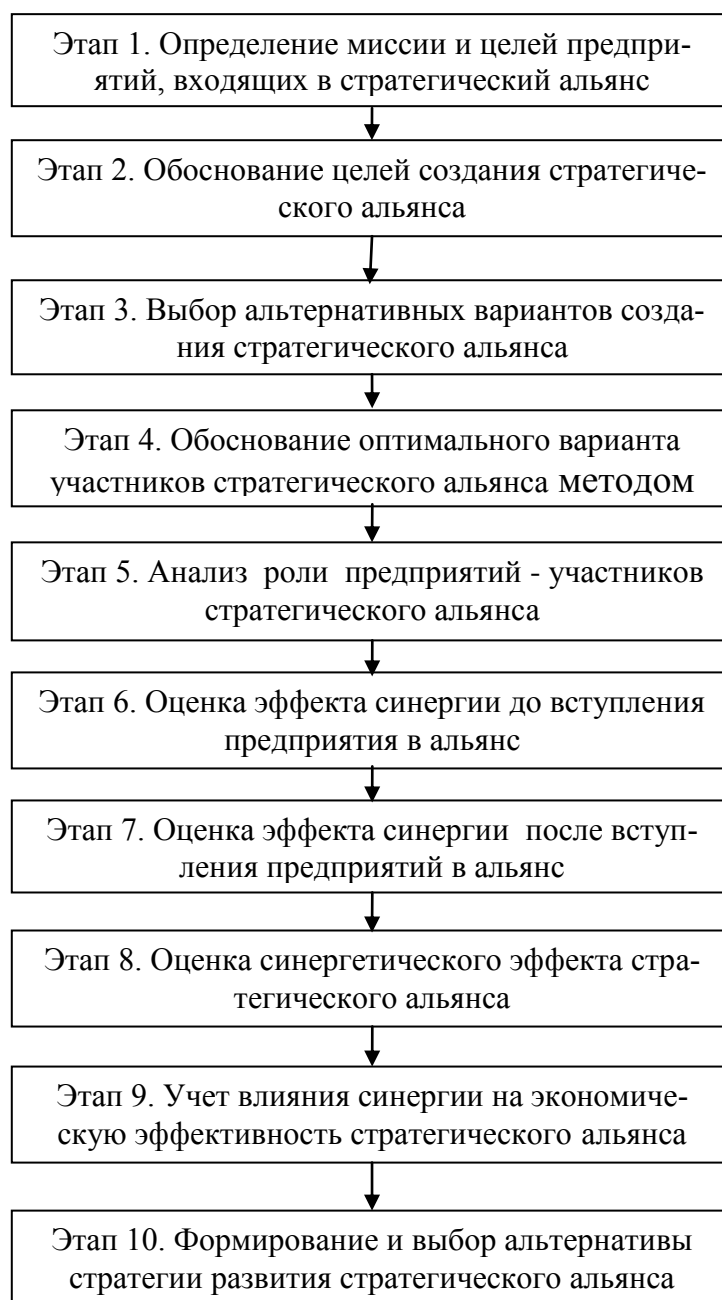 Этап 1. Определение миссии и целей предпри-
ятий, входящих в стратегический альянс
Этап 2. Обоснование целей создания стратегиче-
ского альянса
Этап 3. Выбор альтернативных вариантов созда-
ния стратегического альянса
Этап 4. Обоснование оптимального варианта
участников стратегического альянса методом
Этап 5. Анализ роли предприятий - участников
стратегического альянса
Этап 6. Оценка эффекта синергии до вступления
предприятия в альянс
Этап 7. Оценка эффекта синергии после вступ-
ления предприятий в альянс
Этап 8. Оценка синергетического эффекта стра-
тегического альянса
Этап 9. Учет влияния синергии на экономиче-
скую эффективность стратегического альянса
Этап 10. Формирование и выбор альтернативы
стратегии развития стратегического альянса